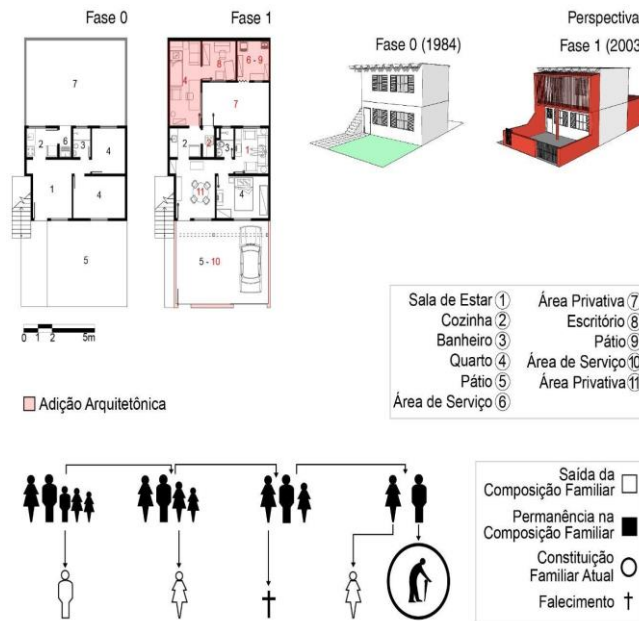 Fase 0
Fase 1
Perspectiva
Fase 0 (1984)
Fase 1 (2003)
7
2
6
3
4
1
4
5
4
8
6 - 9
7
2
2
3
1
11
4
5 - 10
0 1 2 5m
Adição Arquitetônica
Sala de Estar 1
Cozinha 2
Banheiro 3
Quarto 4
Pátio 5
Área de Serviço 6
Área Privativa 7
Escritório 8
Pátio 9
Área de Serviço 10
Área Privativa 11
Saída da
Composição Familiar
Permanência na
Composição Familiar
Constituição
Familiar Atual
Falecimento